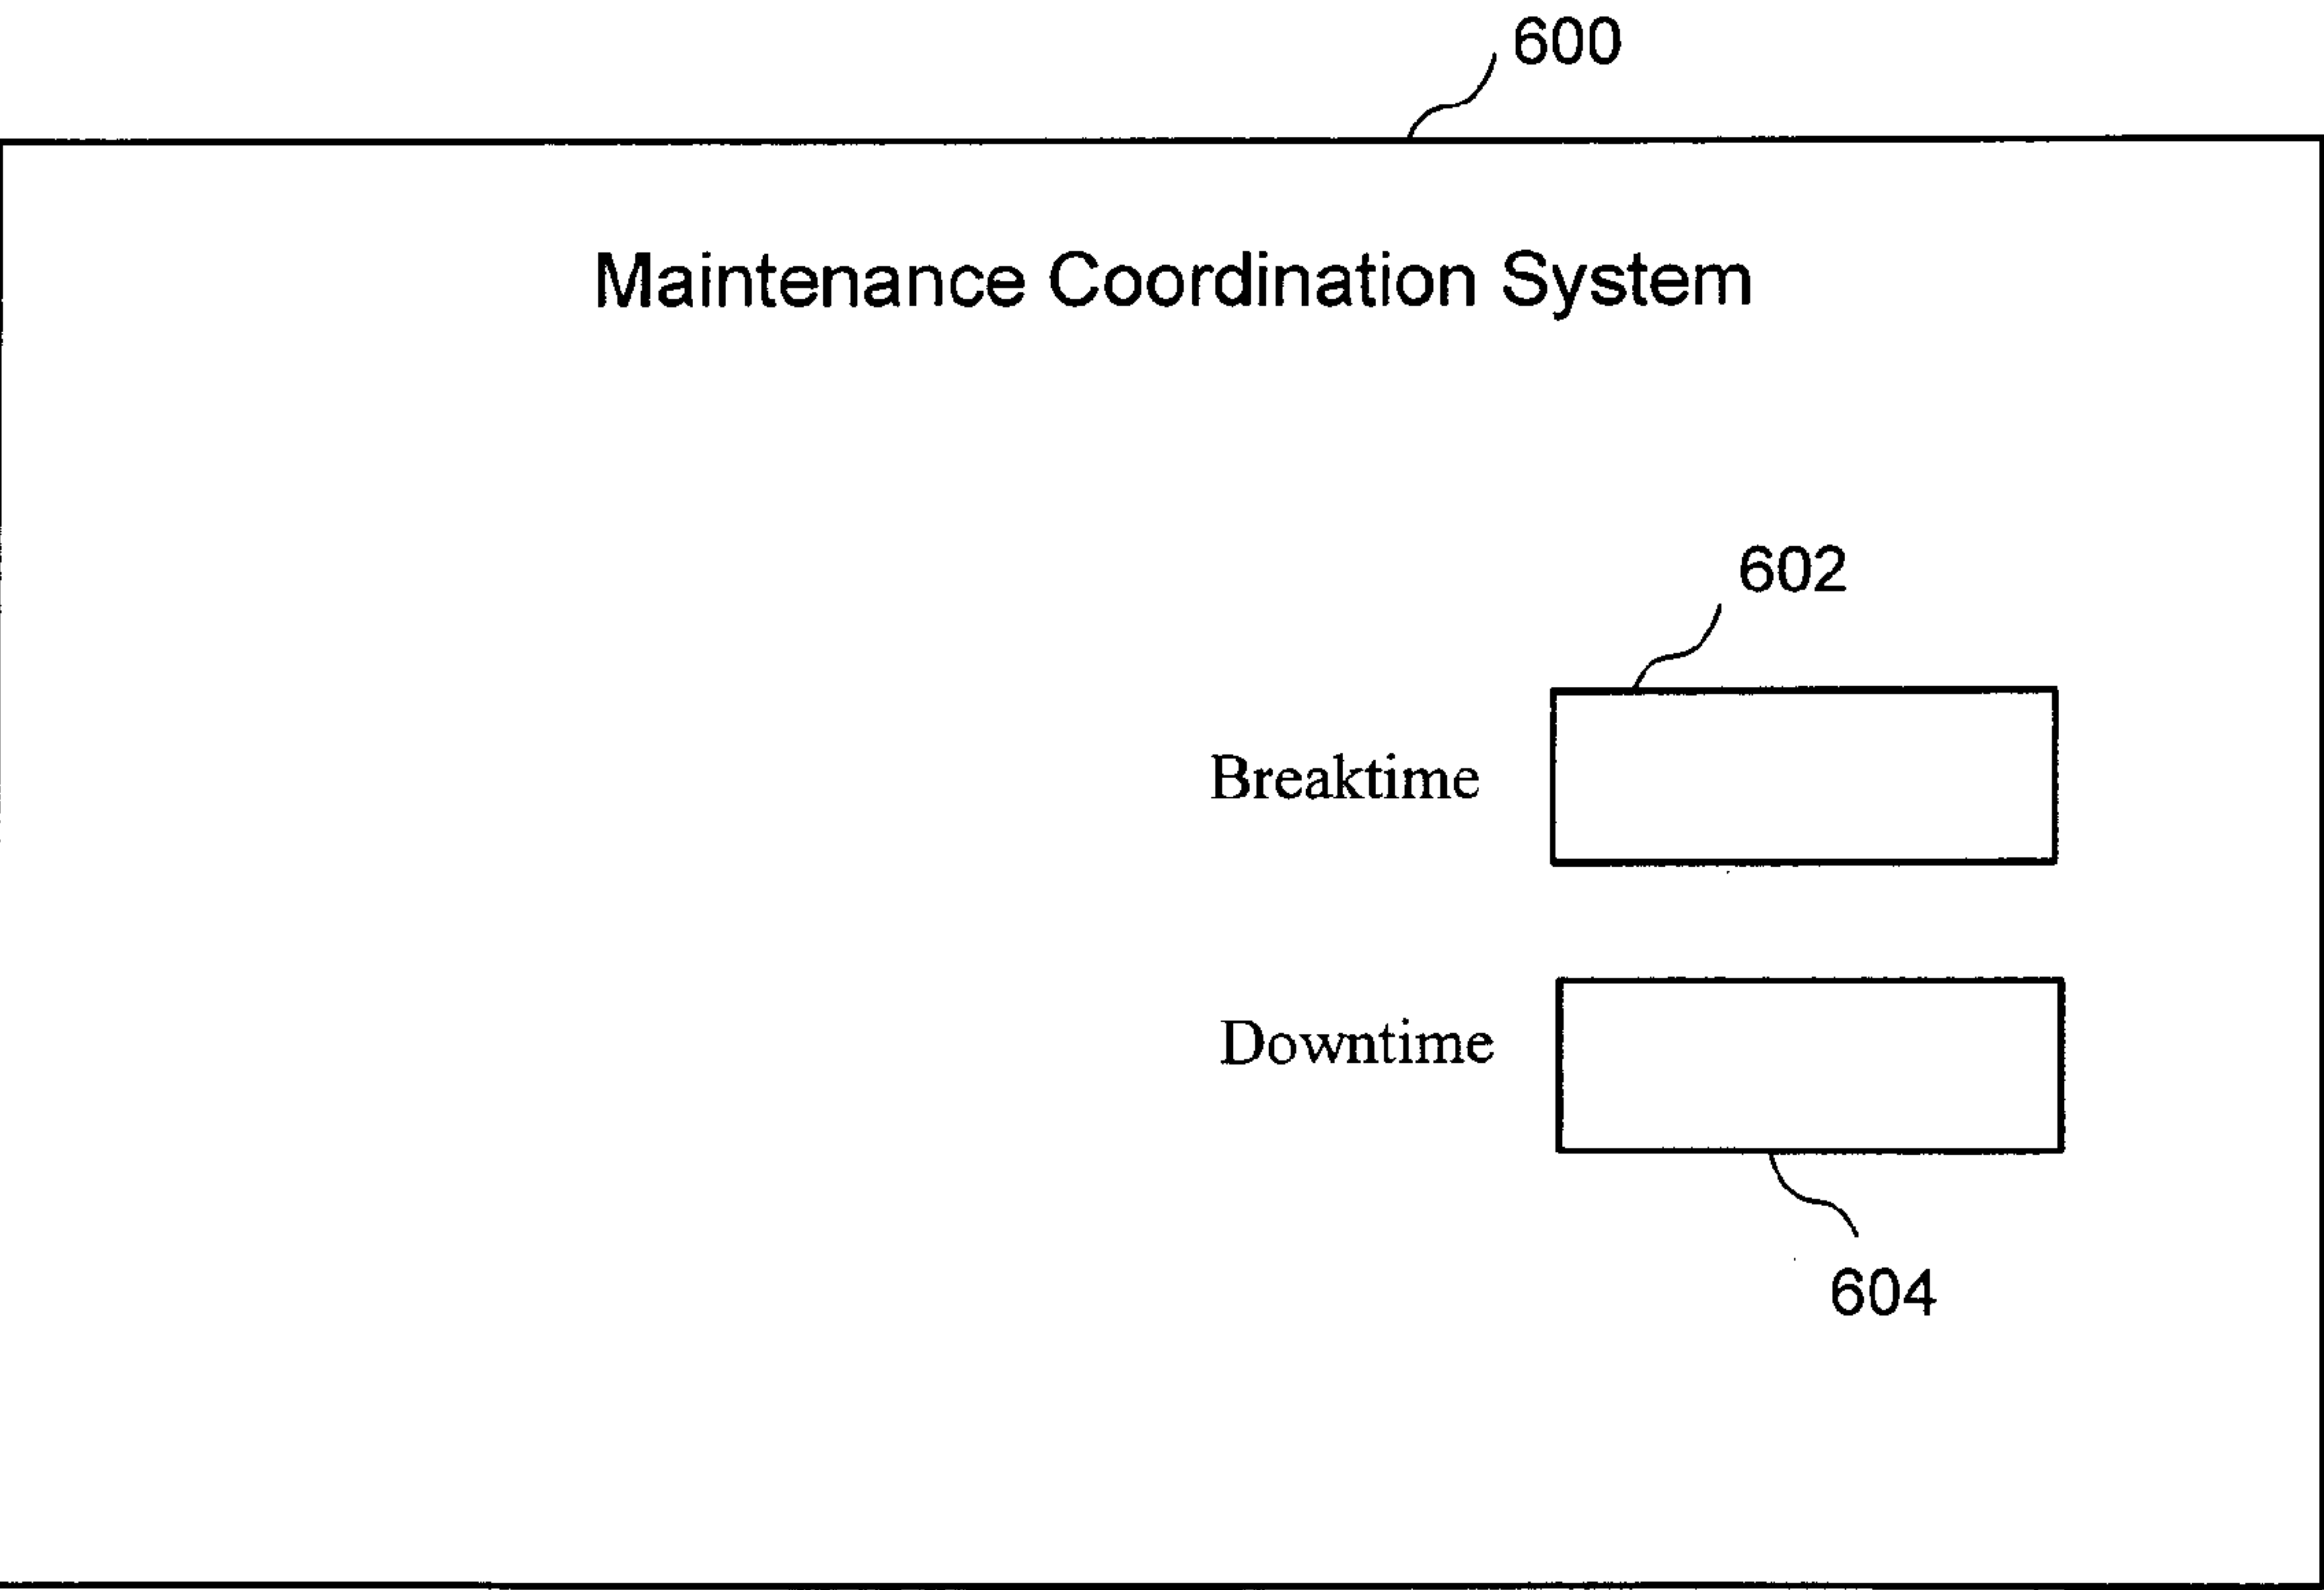 600
Maintenance Coordination System
602
Breaktime
Downtime
604